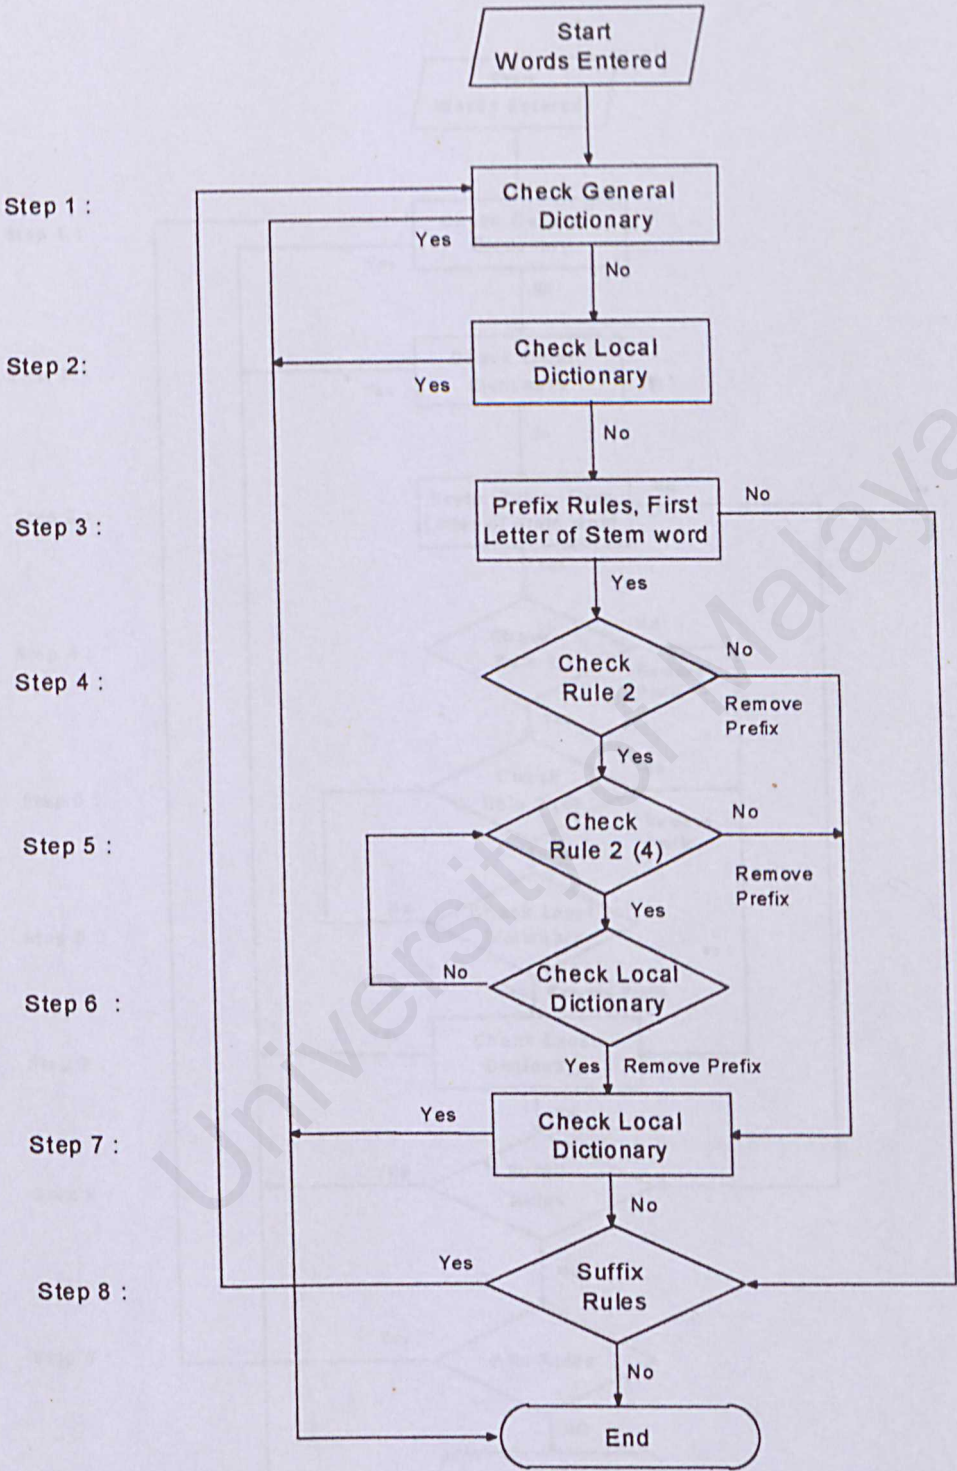 Start
Words Entered
Step 1 :
Check General
Dictionary
Yes
No
Step 2:
Check Local
Dictionary
Yes
No
Step 3 :
Prefix Rules, First
Letter of Stem word
No
Yes
Step 4 :
Check
Rule 2
No
Remove
Prefix
Yes
Step 5 :
Check
Rule 2 (4)
No
Remove
Prefix
Yes
Step 6 :
Check Local
Dictionary
No
Yes Remove Prefix
Step 7 :
Check Local
Dictionary
Yes
No
Step 8 :
Suffix
Rules
Yes
No
End
University of Malaya